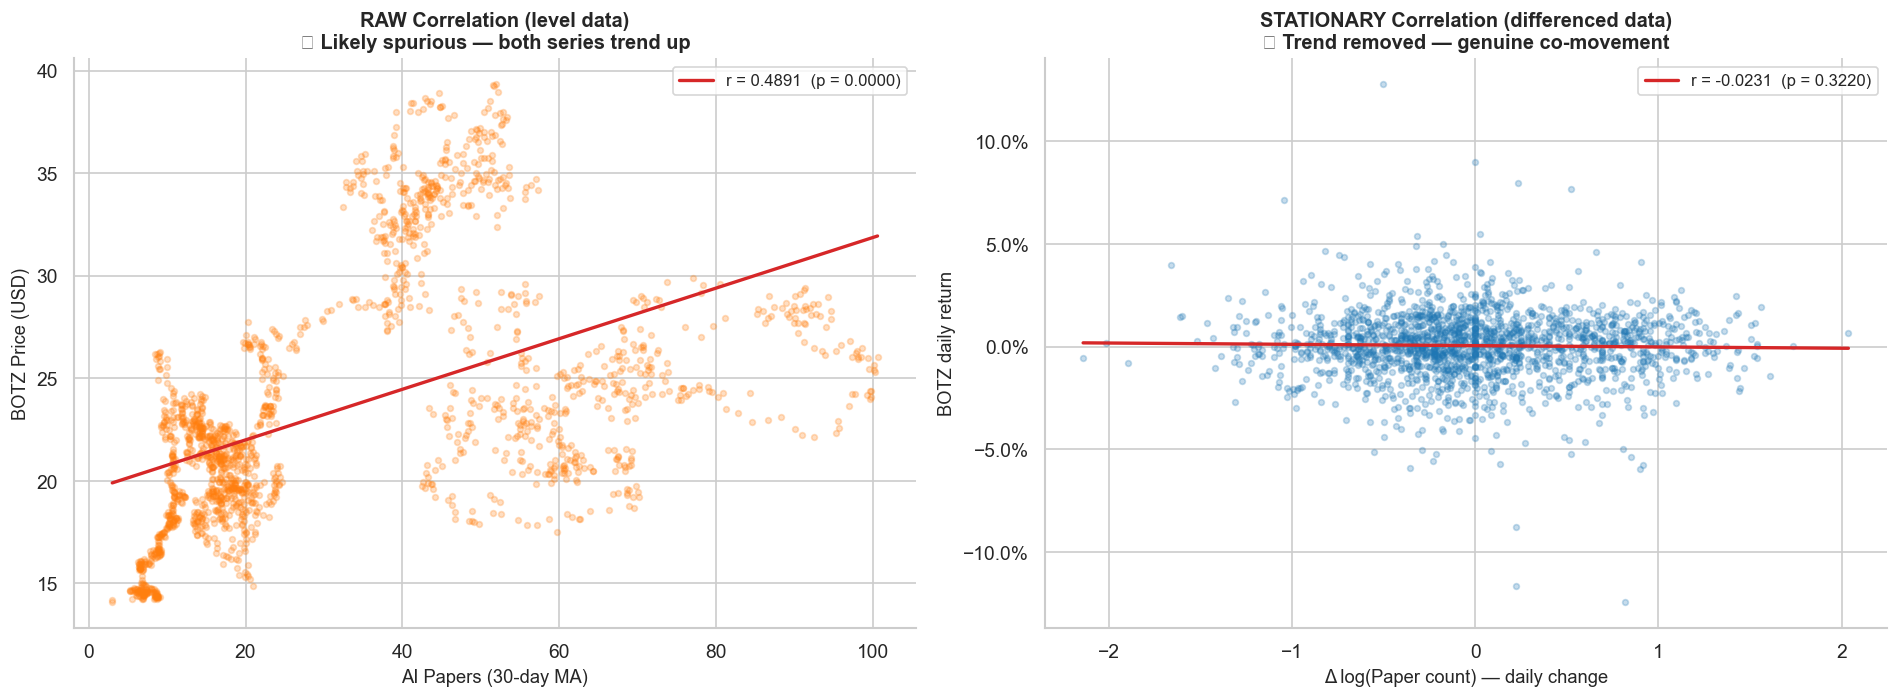 RAW Correlation (level data)
▯ Likely spurious — both series trend up
r = 0.4891 (p = 0.0000)
40
35
30
25
20
15
BOTZ Price (USD)
0
20
40
60
80
100
AI Papers (30-day MA)
STATIONARY Correlation (differenced data)
▯ Trend removed — genuine co-movement
r = -0.0231 (p = 0.3220)
10.0%
5.0%
0.0%
−5.0%
−10.0%
BOTZ daily return
−2
−1
0
1
2
Δ log(Paper count) — daily change